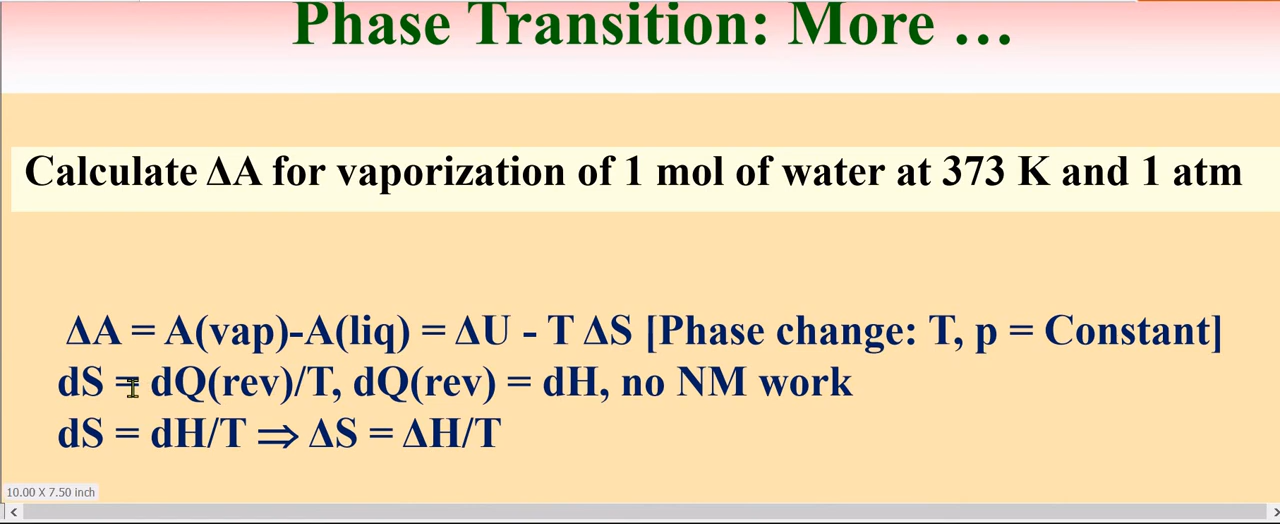 Phase Transition: More ...
Calculate ΔA for vaporization of 1 mol of water at 373 K and 1 atm
ΔA = A(vap)-A(liq) = ΔU - T ΔS [Phase change: T, p = Constant]
dS = dQ(rev)/T, dQ(rev) = dH, no NM work
dS = dH/T ⇒ ΔS = ΔH/T
10.00 X 7.50 inch